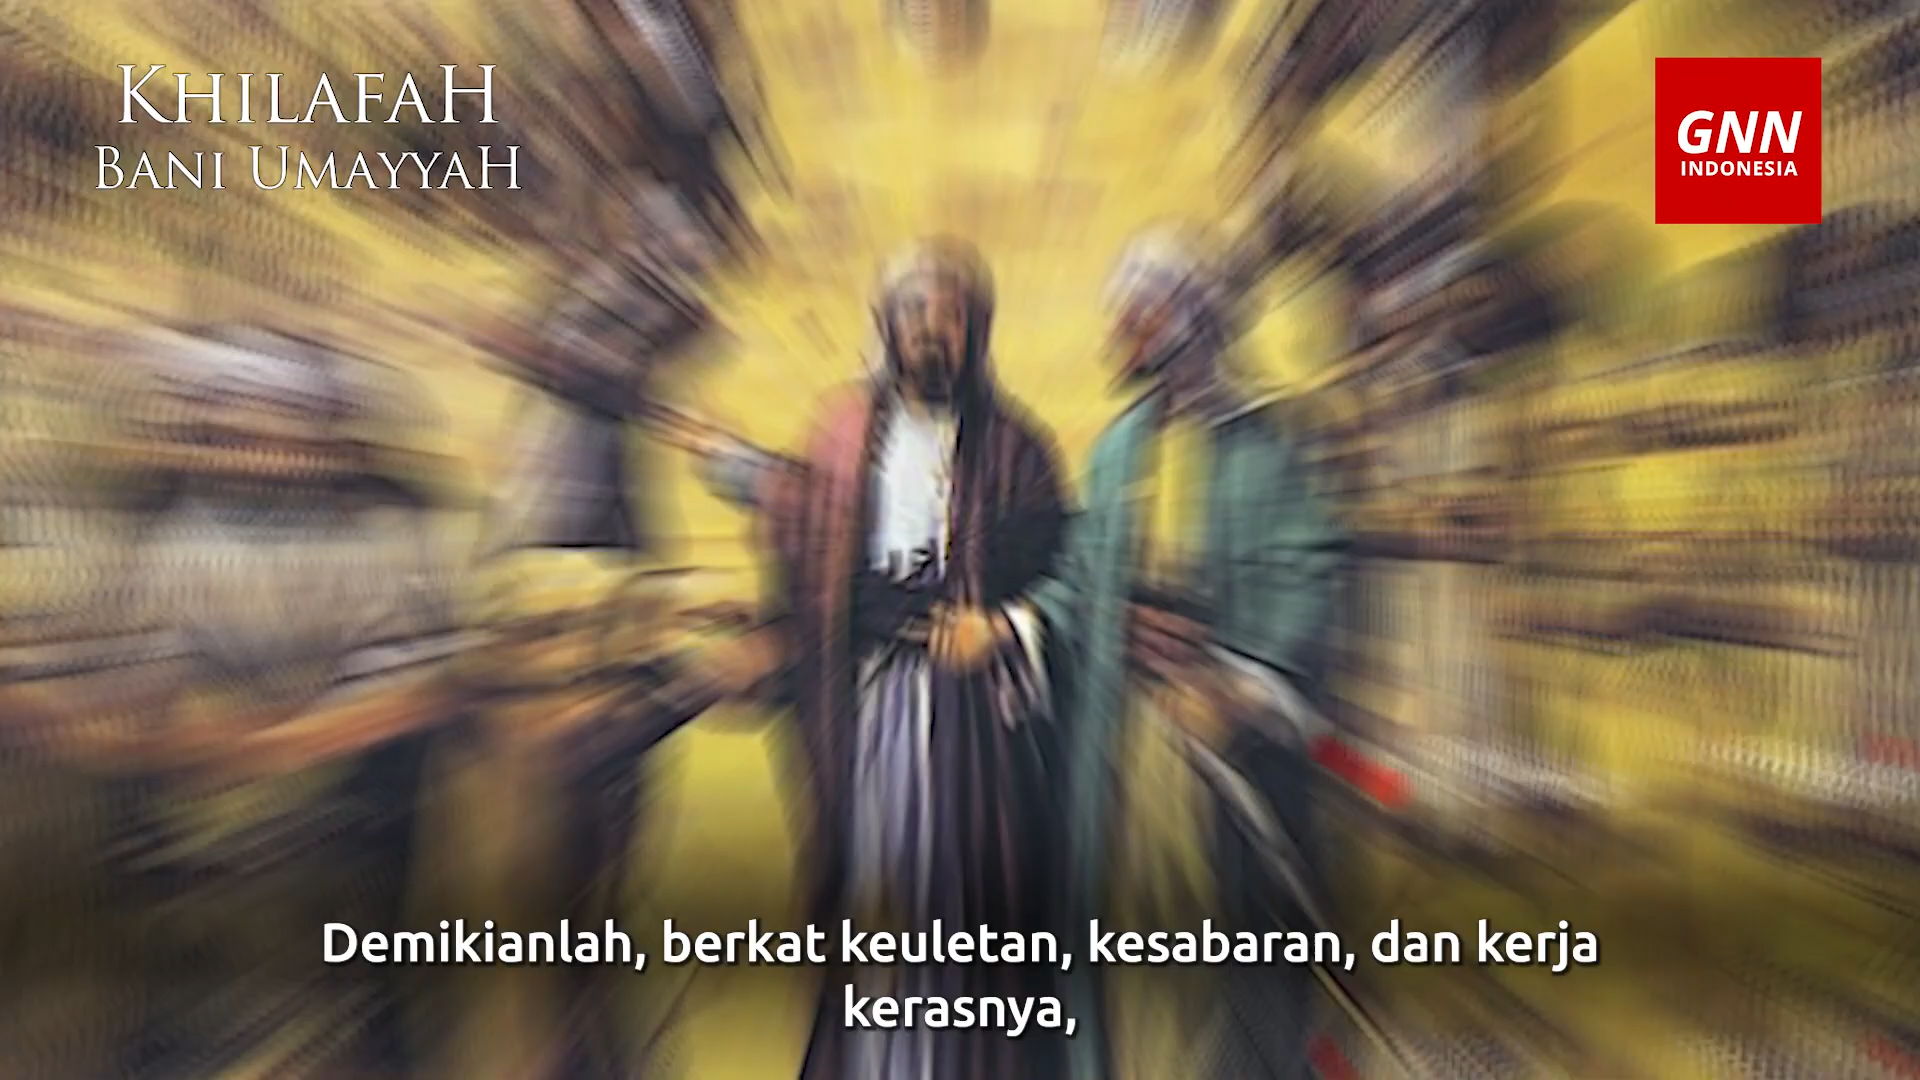 KHILAFAH
BANI UMAYYAH
GNN
INDONESIA
Demikianlah, berkat keuletan, kesabaran, dan kerja
kerasnya,